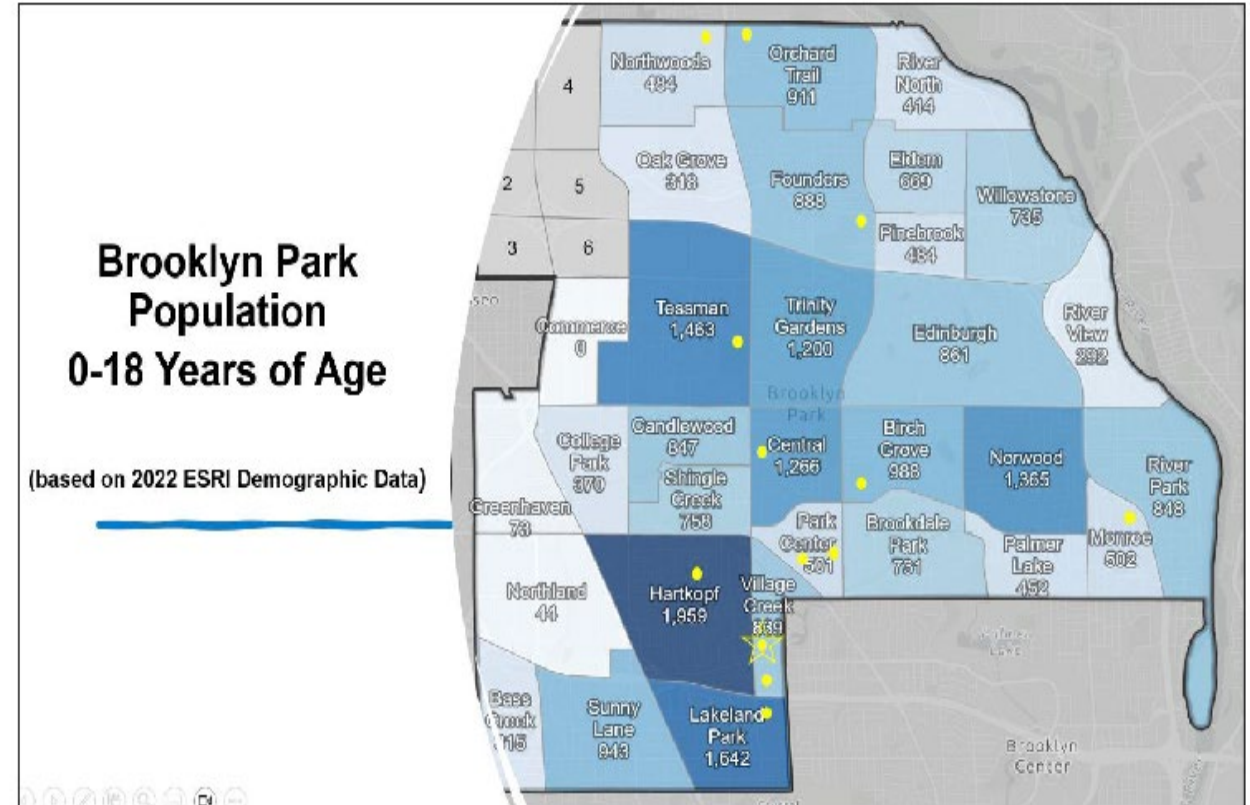 Brooklyn Park
Population
0-18 Years of Age
(based on 2022 ESRI Demographic Data)
4
2
5
3
6
Northwoods
484
Orchard
Trail
911
River
North
414
Oak Grove
318
Founders
888
Eidem
669
Willowstone
735
Pinebrook
484
Commerce
0
Tessman
1,463
Trinity
Gardens
1,200
Edinburgh
861
River
View
292
Brooklyn
Park
College
Park
370
Candlewood
847
Shingle
Creek
758
Central
1,266
Birch
Grove
988
Norwood
1,365
River
Park
848
Greenhaven
73
Park
Center
501
Brookdale
Park
731
Palmer
Lake
452
Monroe
502
Northland
44
Hartkopf
1,959
Village
Creek
839
Bass
Creek
Sunny
Lane
943
Lakeland
Park
1,642
Brooklyn
Center